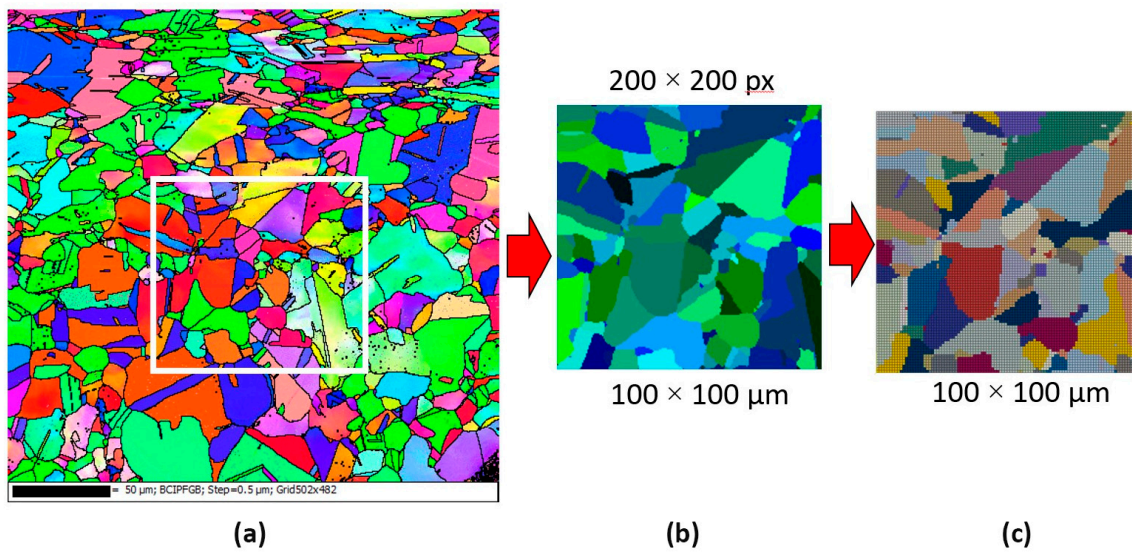 200 × 200 px
= 50 µm; BCIPFGB; Step=0.5 µm; Grid502x482
100 × 100 µm
100 × 100 µm
(a)
(b)
(c)